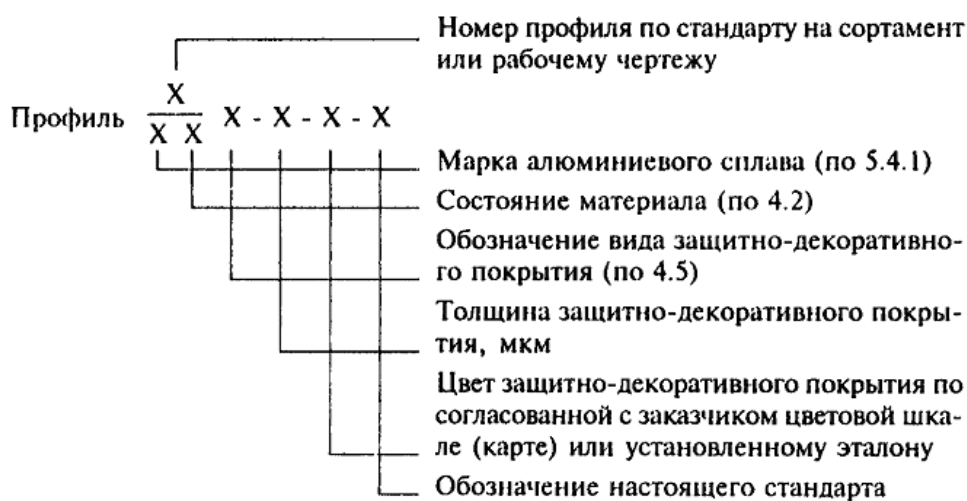 Номер профиля по стандарту на сортамент
или рабочему чертежу
X
Профиль X X X - X - X - X
Марка алюминиевого сплава (по 5.4.1)
Состояние материала (по 4.2)
Обозначение вида защитно-декоративно-
го покрытия (по 4.5)
Толщина защитно-декоративного покры-
тия, мкм
Цвет защитно-декоративного покрытия по
согласованной с заказчиком цветовой шка-
ле (карте) или установленному эталону
Обозначение настоящего стандарта